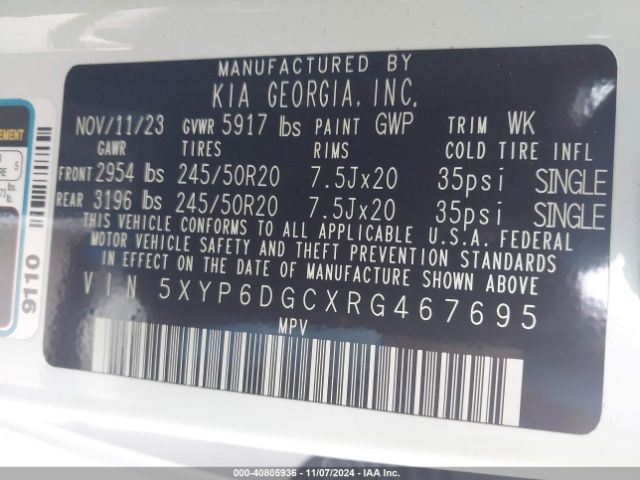 MANUFACTURED BY
KIA GEORGIA, INC.
NOV/11/23 GVWR 5917 lbs PAINT GWP TRIM WK
GAWR TIRES RIMS COLD TIRE INFL
FRONT 2954 lbs 245/50R20 7.5Jx20 35psi SINGLE
REAR 3196 lbs 245/50R20 7.5Jx20 35psi SINGLE
THIS VEHICLE CONFORMS TO ALL APPLICABLE U.S.A. FEDERAL
MOTOR VEHICLE SAFETY AND THEFT PREVENTION STANDARDS
IN EFFECT ON THE DATE OF MANUFACTURE SHOWN ABOVE
VIN 5XYP6DGCXRG467695
MPV
9110
5
000-40805936 - 11/07/2024 - IAA, Inc.